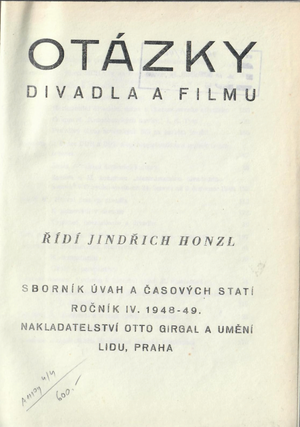 OTÁZKY
DIVADLA A FILMU
ŘÍDÍ JINDŘICH HONZL
SBORNÍK ÚVAH A ČASOVÝCH STATÍ
ROČNÍK IV. 1948-49.
NAKLADATELSTVÍ OTTO GIRGAL A UMĚNÍ
LIDU, PRAHA
600.-